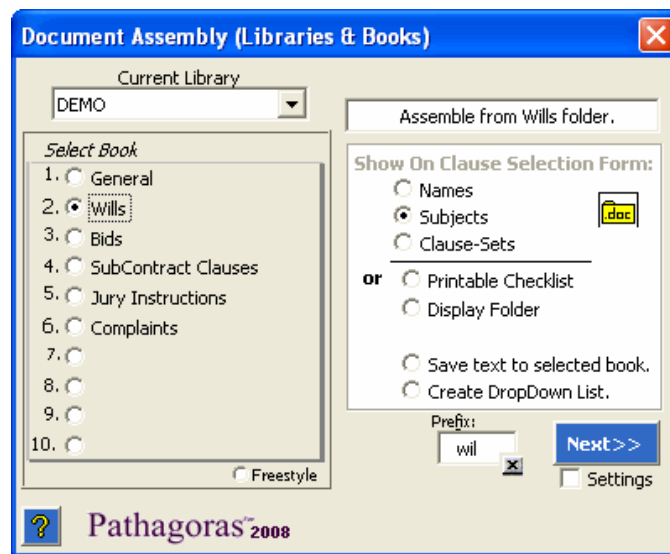 Document Assembly (Libraries & Books)
Current Library
DEMO
Assemble from Wills folder.
Select Book
1. General
2. Wills
3. Bids
4. SubContract Clauses
5. Jury Instructions
6. Complaints
7.
8.
9.
10.
Freestyle
Show On Clause Selection Form:
Names
Subjects
Clause-Sets
.doc
or Printable Checklist
Display Folder
Save text to selected book.
Create DropDown List.
Prefix:
wil
x
Next>>
Settings
?
Pathagoras™2008